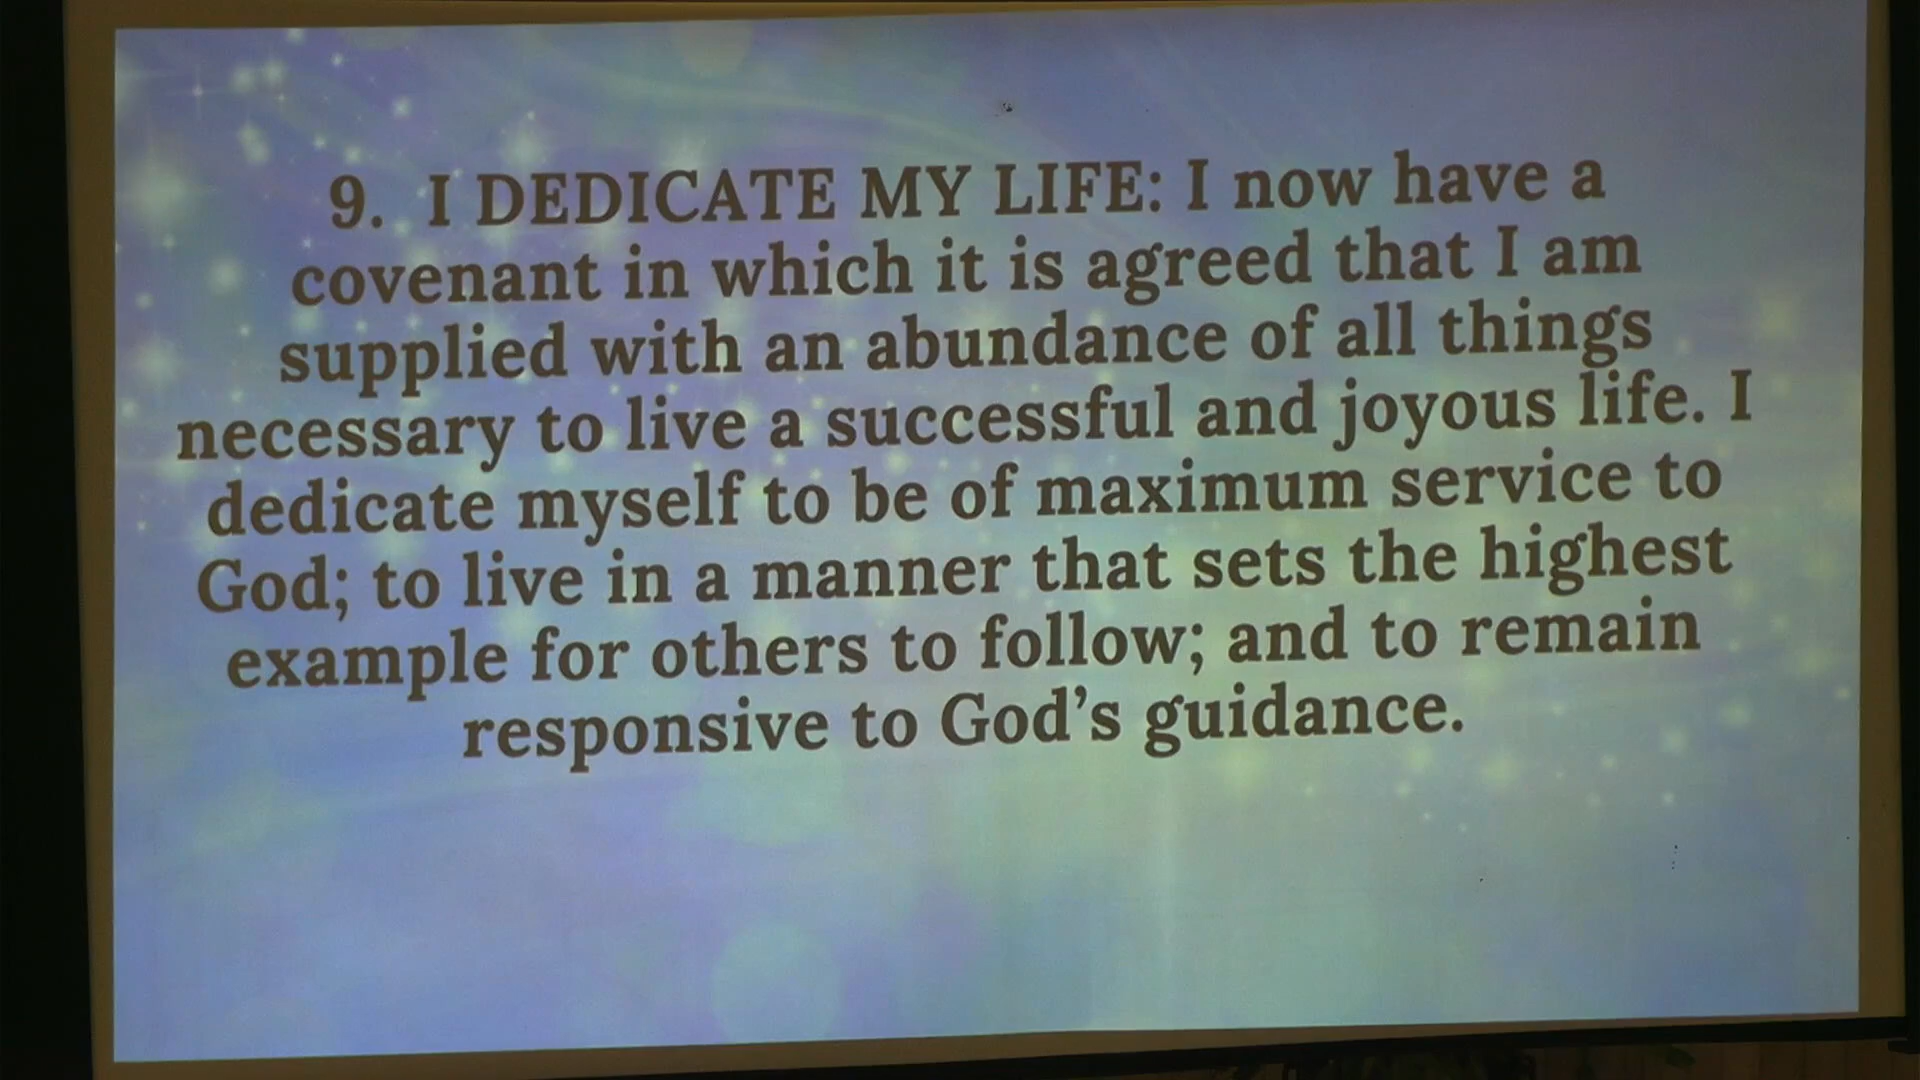 9. I DEDICATE MY LIFE: I now have a
covenant in which it is agreed that I am
supplied with an abundance of all things
necessary to live a successful and joyous life. I
dedicate myself to be of maximum service to
God; to live in a manner that sets the highest
example for others to follow; and to remain
responsive to God’s guidance.